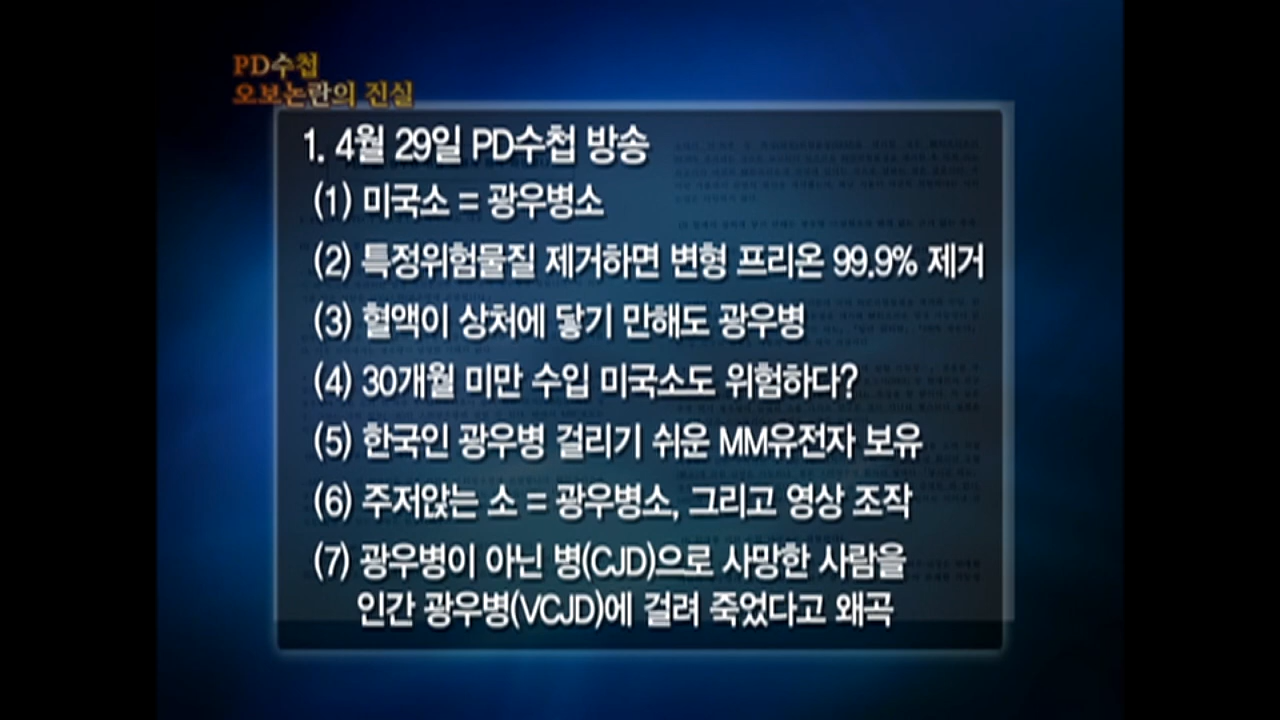 PD수첩
오보논란의 진실
1. 4월 29일 PD수첩 방송
(1) 미국소 = 광우병소
(2) 특정위험물질 제거하면 변형 프리온 99.9% 제거
(3) 혈액이 상처에 닿기 만해도 광우병
(4) 30개월 미만 수입 미국소도 위험하다?
(5) 한국인 광우병 걸리기 쉬운 MM유전자 보유
(6) 주저앉는 소 = 광우병소, 그리고 영상 조작
(7) 광우병이 아닌 병(CJD)으로 사망한 사람을
인간 광우병(VCJD)에 걸려 죽었다고 왜곡